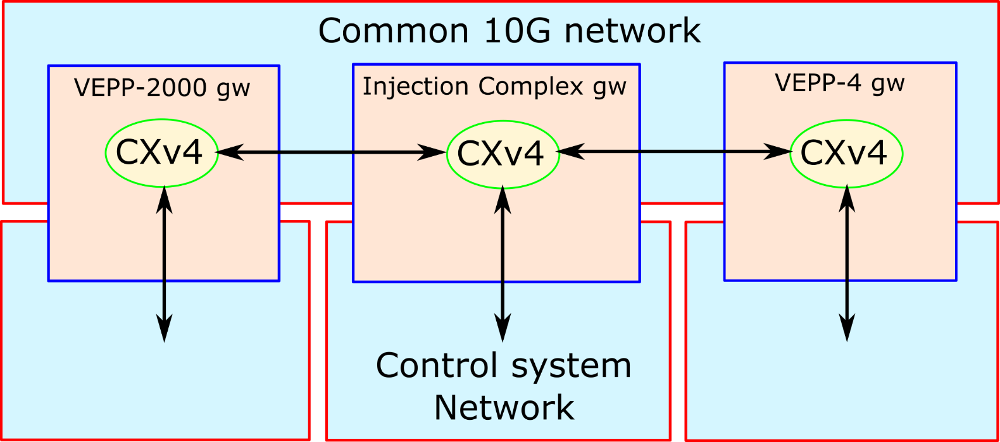 Common 10G network
VEPP-2000 gw
Injection Complex gw
VEPP-4 gw
CXv4
CXv4
CXv4
Control system
Network